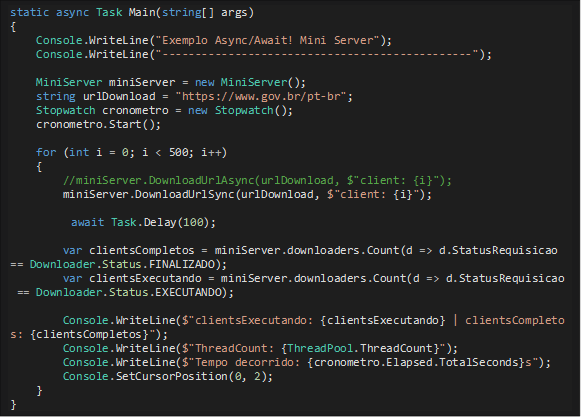 static async Task Main(string[] args)
{
    Console.WriteLine("Exemplo Async/Await! Mini Server");
    Console.WriteLine("-----------------------------------------------");

    MiniServer miniServer = new MiniServer();
    string urlDownload = "https://www.gov.br/pt-br";
    Stopwatch cronometro = new Stopwatch();
    cronometro.Start();

    for (int i = 0; i < 500; i++)
    {
        //miniServer.DownloadUrlAsync(urlDownload, $"client: {i}");
        miniServer.DownloadUrlSync(urlDownload, $"client: {i}");

         await Task.Delay(100);

        var clientsCompletos = miniServer.downloaders.Count(d => d.StatusRequisicao
== Downloader.Status.FINALIZADO);
        var clientsExecutando = miniServer.downloaders.Count(d => d.StatusRequisicao
 == Downloader.Status.EXECUTANDO);

        Console.WriteLine($"clientsExecutando: {clientsExecutando} | clientsCompleto
s: {clientsCompletos}");
        Console.WriteLine($"ThreadCount: {ThreadPool.ThreadCount}");
        Console.WriteLine($"Tempo decorrido: {cronometro.Elapsed.TotalSeconds}s");
        Console.SetCursorPosition(0, 2);
    }
}